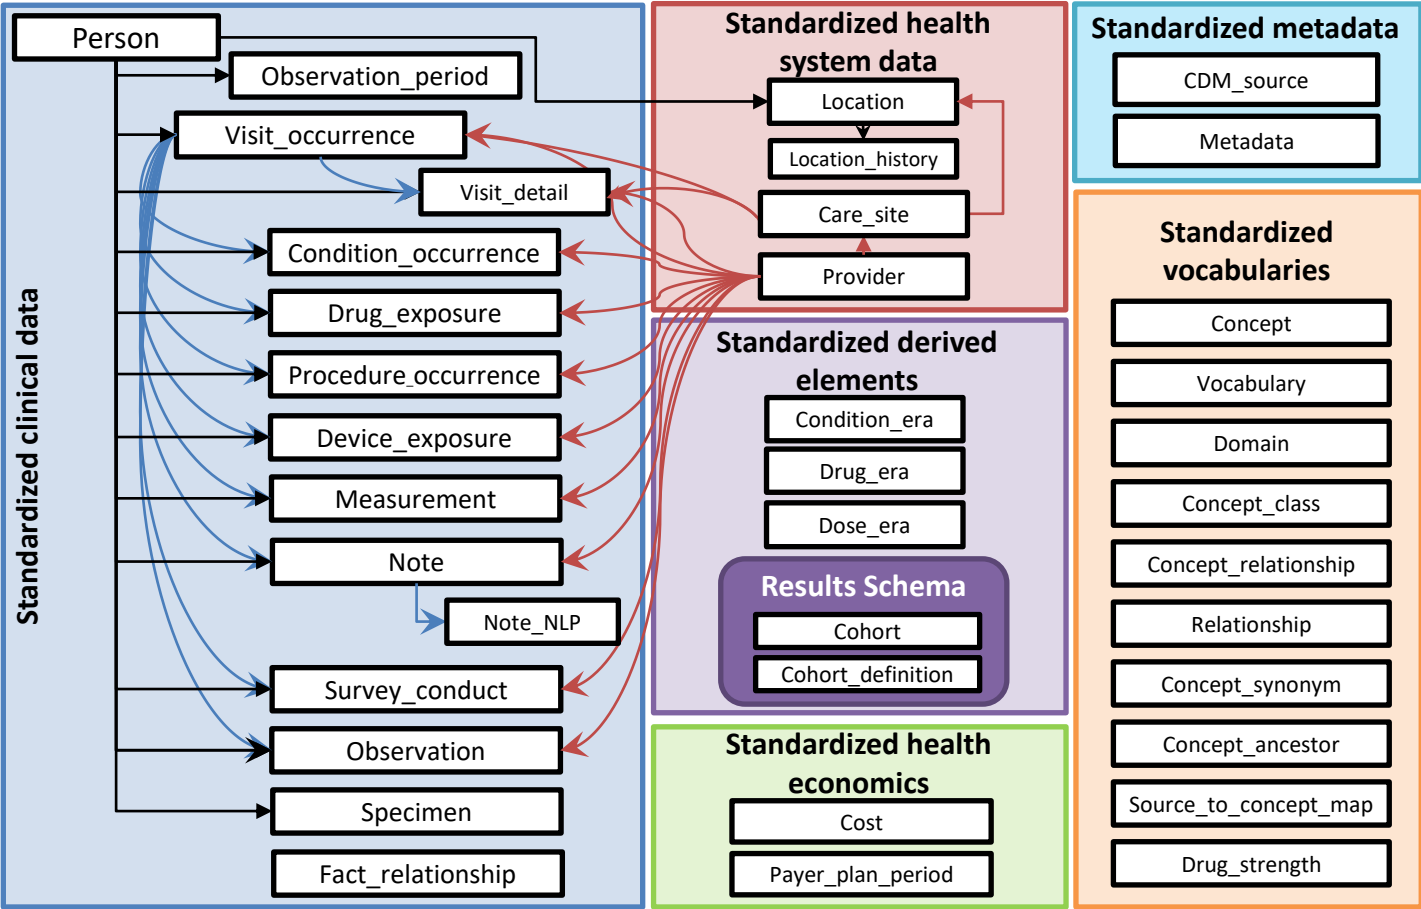 Standardized clinical data
Person
Observation_period
Visit_occurrence
Visit_detail
Condition_occurrence
Drug_exposure
Procedure_occurrence
Device_exposure
Measurement
Note
Note_NLP
Survey_conduct
Observation
Specimen
Fact_relationship
Standardized health
system data
Location
Location_history
Care_site
Provider
Standardized derived
elements
Condition_era
Drug_era
Dose_era
Results Schema
Cohort
Cohort_definition
Standardized health
economics
Cost
Payer_plan_period
Standardized metadata
CDM_source
Metadata
Standardized
vocabularies
Concept
Vocabulary
Domain
Concept_class
Concept_relationship
Relationship
Concept_synonym
Concept_ancestor
Source_to_concept_map
Drug_strength